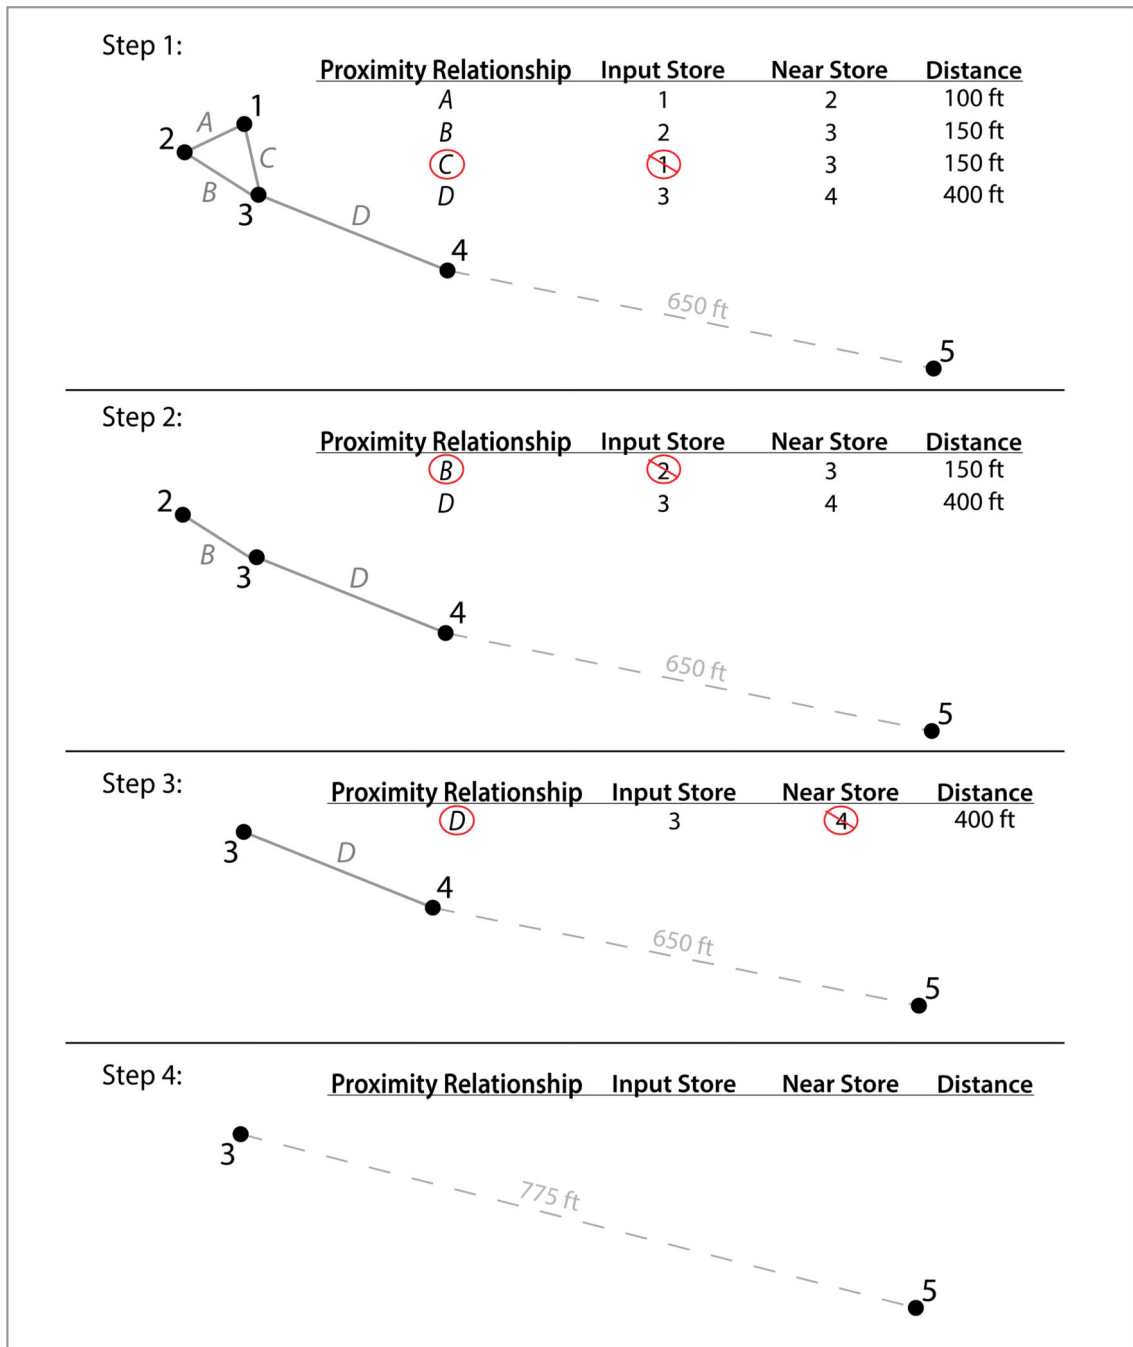 Step 1:
Proximity Relationship Input Store Near Store Distance
A 1 2 100 ft
B 2 3 150 ft
C 1 3 150 ft
D 3 4 400 ft
1
A
2
C
B
3
D
4
650 ft
5
Step 2:
Proximity Relationship Input Store Near Store Distance
B 2 3 150 ft
D 3 4 400 ft
2
B
3
D
4
650 ft
5
Step 3:
Proximity Relationship Input Store Near Store Distance
D 3 4 400 ft
3
D
4
650 ft
5
Step 4:
Proximity Relationship Input Store Near Store Distance
3
775 ft
5